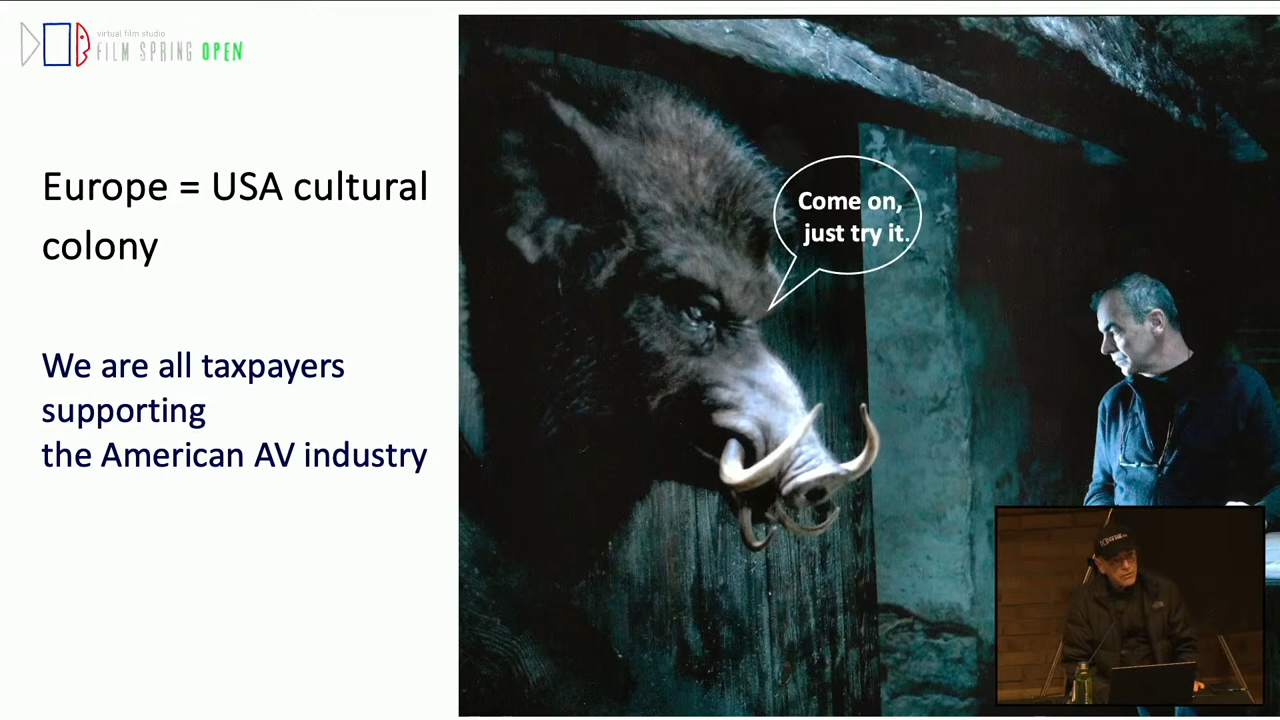 virtual film studio
FILM SPRING OPEN
Europe = USA cultural
colony
We are all taxpayers
supporting
the American AV industry
Come on,
just try it.